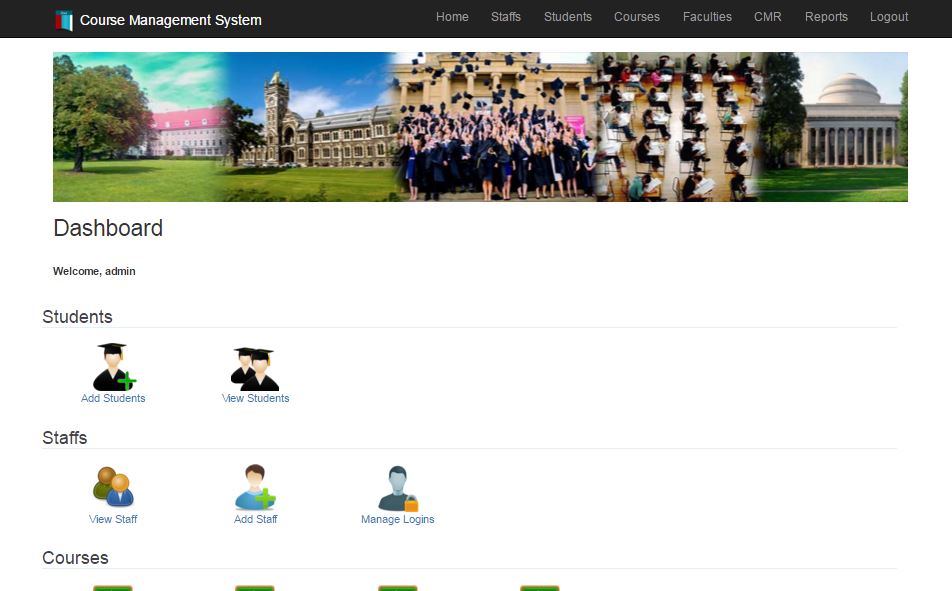 Course Management System
Home Staffs Students Courses Faculties CMR Reports Logout
Dashboard
Welcome, admin
Students
Add Students View Students
Staffs
View Staff Add Staff Manage Logins
Courses